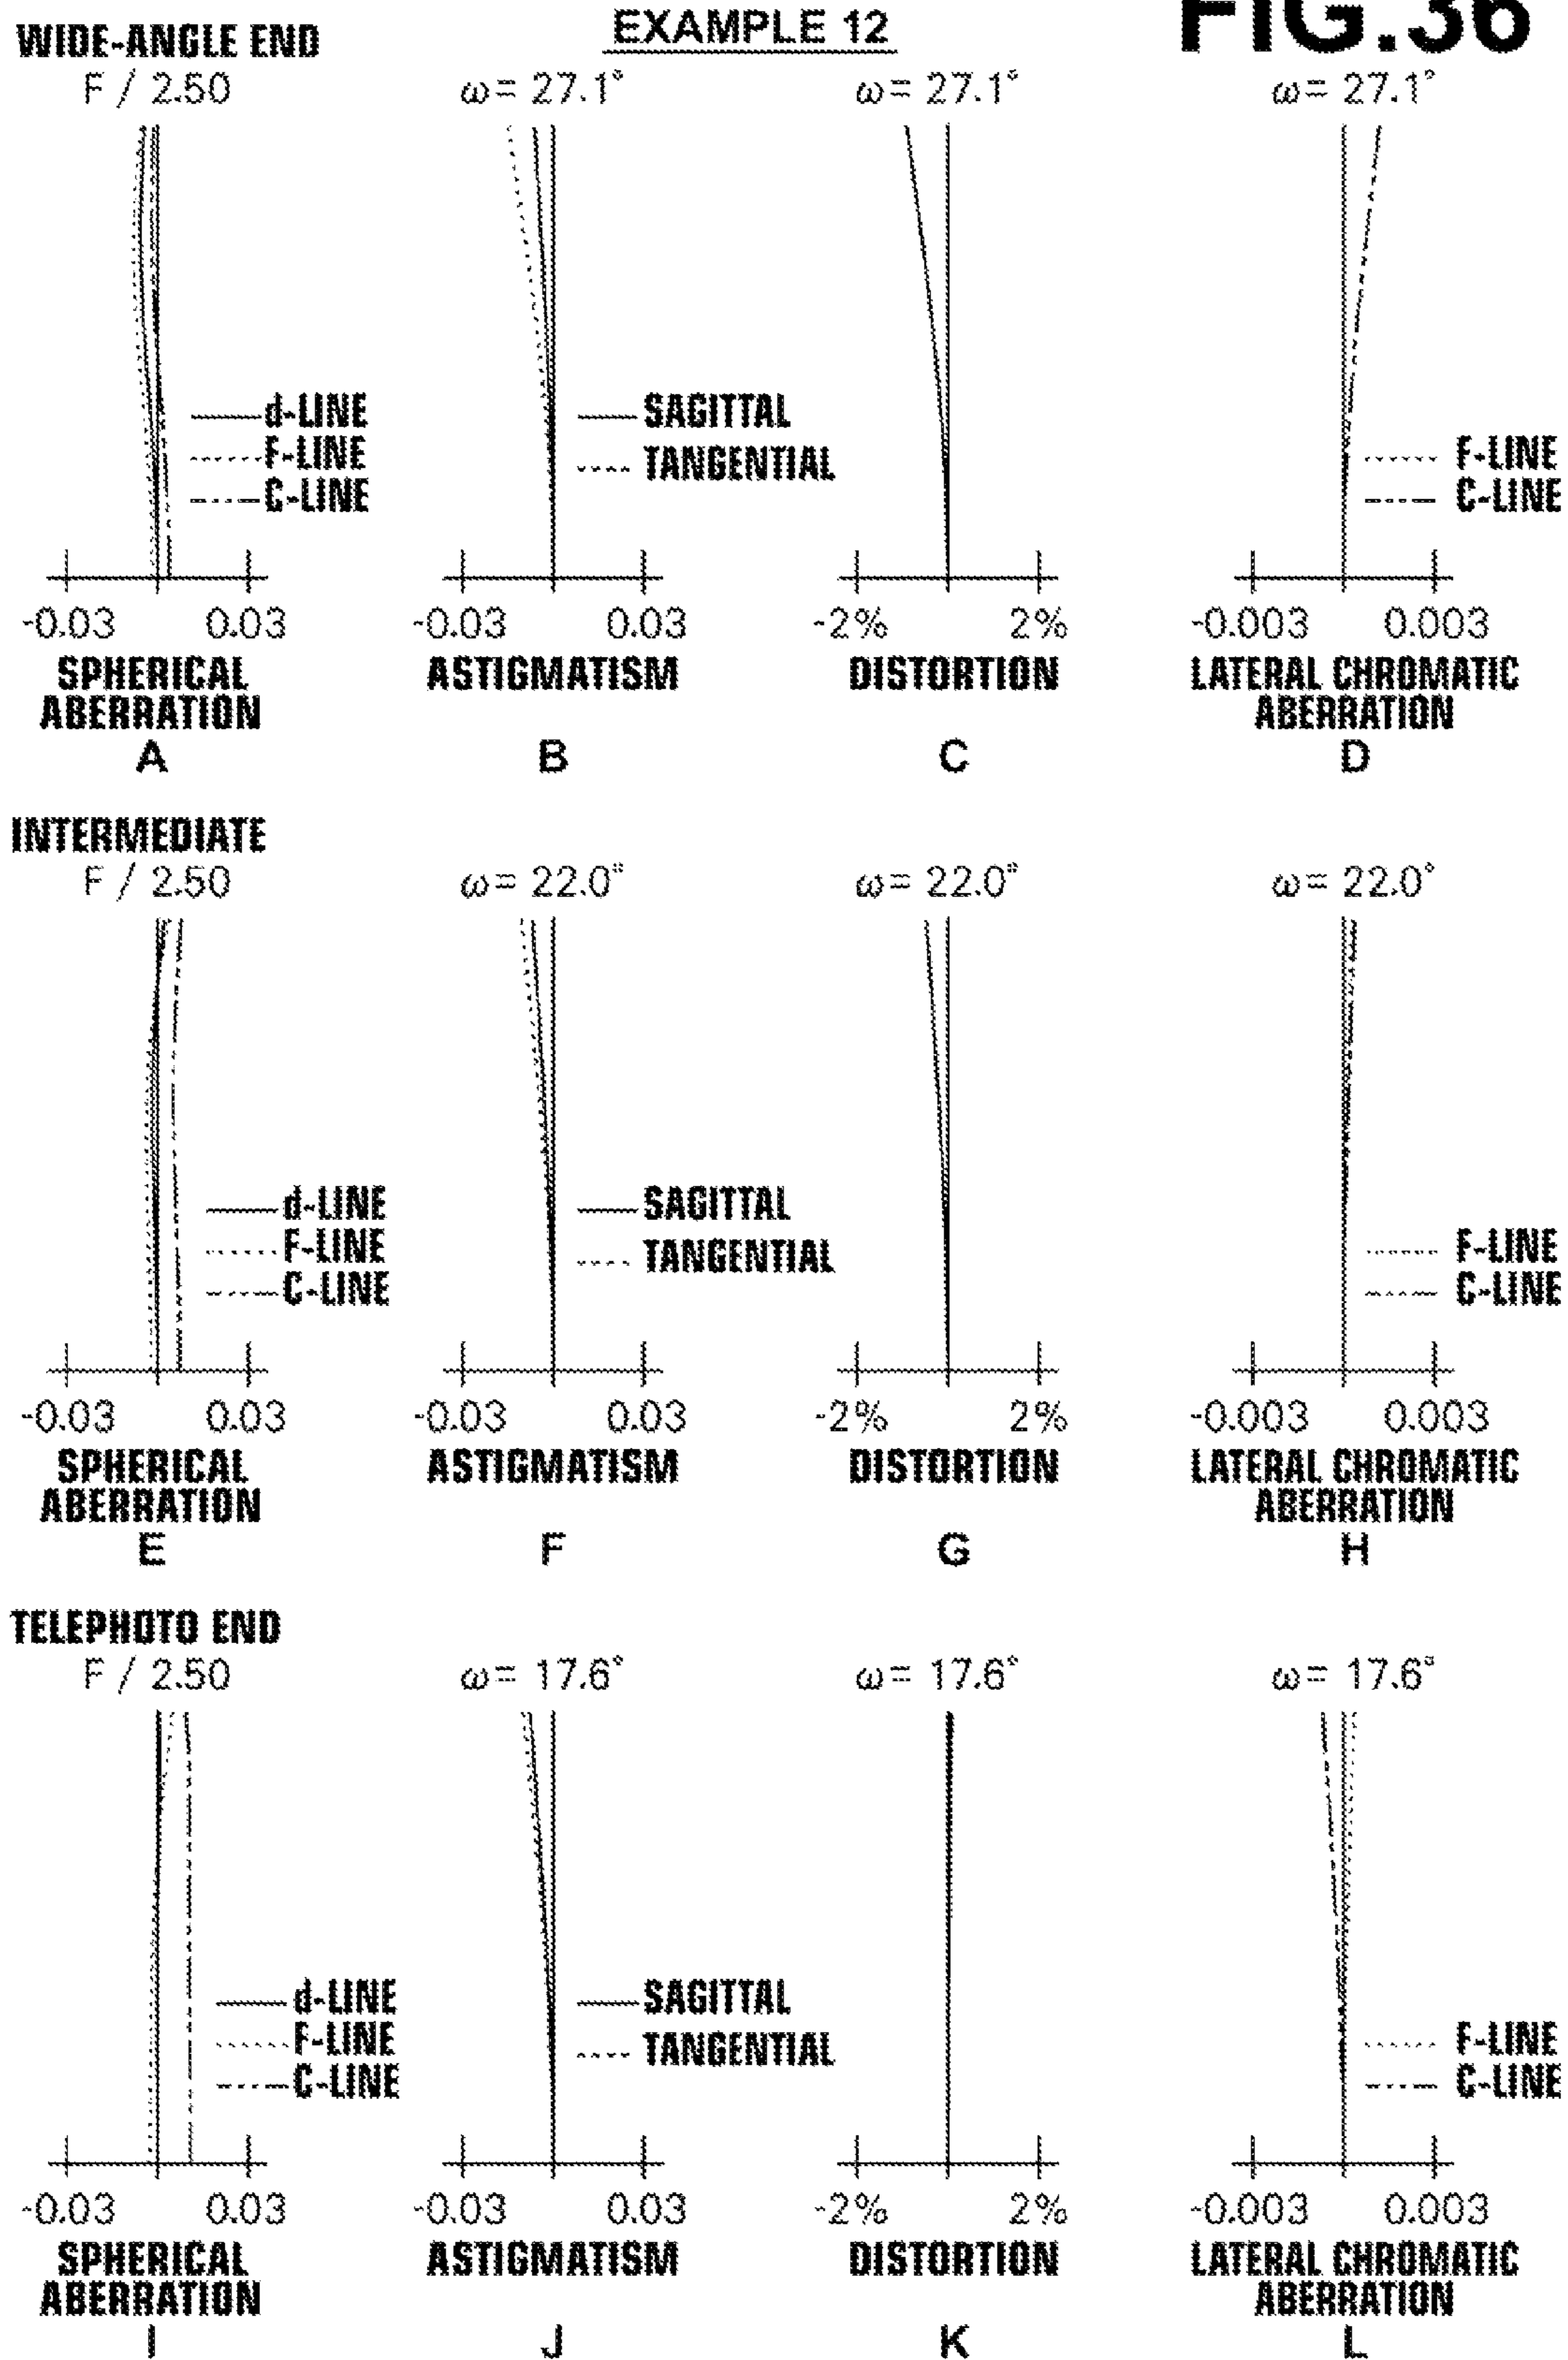 FIG.36
EXAMPLE 12
WIDE-ANGLE END
F / 2.50
ω= 27.1°
ω= 27.1°
ω= 27.1°
d-LINE
F-LINE
C-LINE
SAGITTAL
TANGENTIAL
F-LINE
C-LINE
-0.03 0.03
-0.03 0.03
-2% 2%
-0.003 0.003
SPHERICAL
ABERRATION
ASTIGMATISM
DISTORTION
LATERAL CHROMATIC
ABERRATION
A
B
C
D
INTERMEDIATE
F / 2.50
ω= 22.0°
ω= 22.0°
ω= 22.0°
d-LINE
F-LINE
C-LINE
SAGITTAL
TANGENTIAL
F-LINE
C-LINE
-0.03 0.03
-0.03 0.03
-2% 2%
-0.003 0.003
SPHERICAL
ABERRATION
ASTIGMATISM
DISTORTION
LATERAL CHROMATIC
ABERRATION
E
F
G
H
TELEPHOTO END
F / 2.50
ω= 17.6°
ω= 17.6°
ω= 17.6°
d-LINE
F-LINE
C-LINE
SAGITTAL
TANGENTIAL
F-LINE
C-LINE
-0.03 0.03
-0.03 0.03
-2% 2%
-0.003 0.003
SPHERICAL
ABERRATION
ASTIGMATISM
DISTORTION
LATERAL CHROMATIC
ABERRATION
I
J
K
L